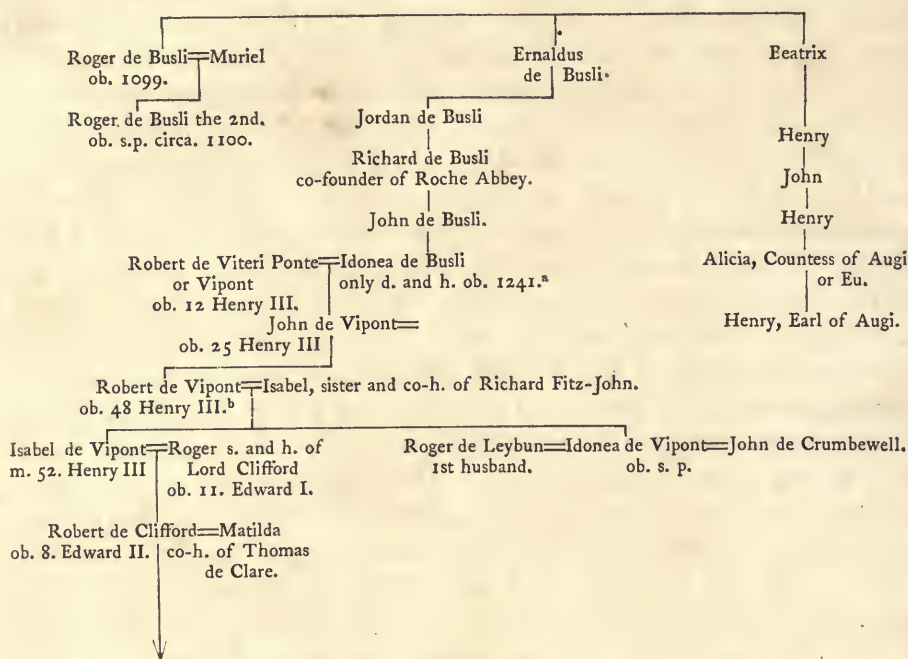 Roger de Busli=Muriel
ob. 1099.
Ernaldus
de Busli.
Eeatrix
Roger de Busli the 2nd.
ob. s.p. circa. 1100.
Jordan de Busli
Richard de Busli
co-founder of Roche Abbey.
John de Busli.
Henry
John
Henry
Robert de Viteri Ponte=Idonea de Busli
or Vipont
only d. and h. ob. 1241.ª
ob. 12 Henry III.
Alicia, Countess of Augi
or Eu.
John de Vipont=
ob. 25 Henry III
Henry, Earl of Augi.
Robert de Vipont=Isabel, sister and co-h. of Richard Fitz-John.
ob. 48 Henry III.ᵇ
Isabel de Vipont=Roger s. and h. of
m. 52. Henry III
Lord Clifford
ob. 11. Edward I.
Roger de Leybun=Idonea de Vipont=John de Crumbewell.
1st husband.
ob. s. p.
Robert de Clifford=Matilda
ob. 8. Edward II.
co-h. of Thomas
de Clare.